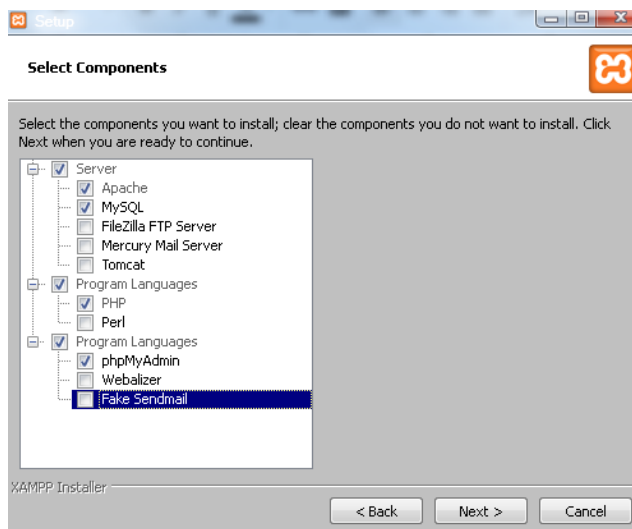 Setup
Select Components
Select the components you want to install; clear the components you do not want to install. Click
Next when you are ready to continue.
Server
Apache
MySQL
FileZilla FTP Server
Mercury Mail Server
Tomcat
Program Languages
PHP
Perl
Program Languages
phpMyAdmin
Webalizer
Fake Sendmail
XAMPP Installer
< Back Next > Cancel